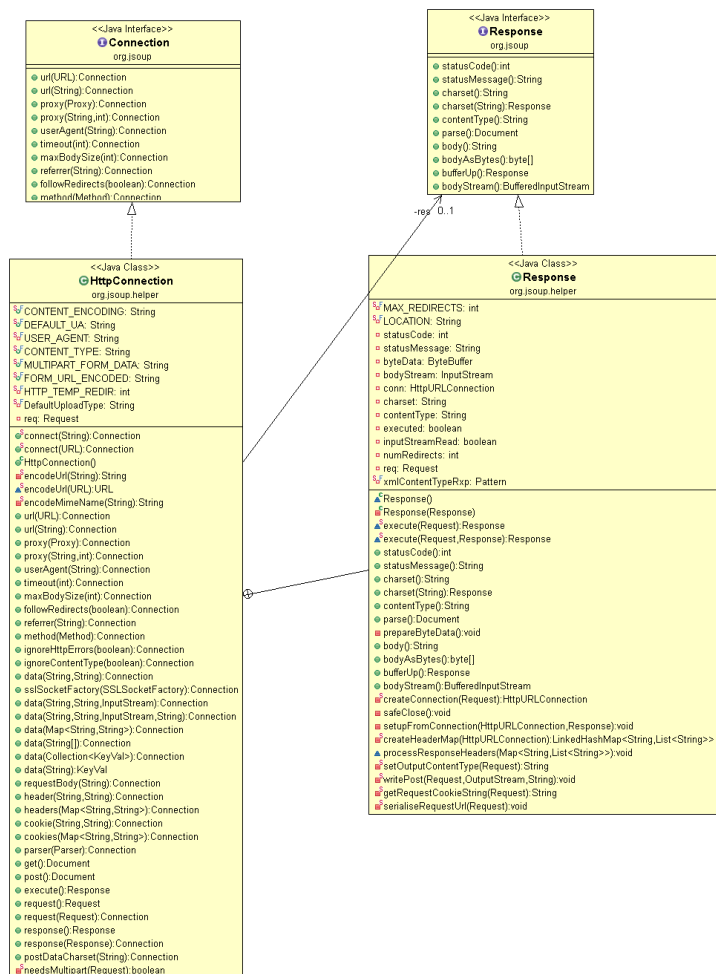 <<Java Interface>>
Connection
org.jsoup
url(URL):Connection
url(String):Connection
proxy(Proxy):Connection
proxy(String,int):Connection
userAgent(String):Connection
timeout(int):Connection
maxBodySize(int):Connection
referrer(String):Connection
followRedirects(boolean):Connection
method(Method):Connection
<<Java Interface>>
Response
org.jsoup
statusCode():int
statusMessage():String
charset():String
charset(String):Response
contentType():String
parse():Document
body():String
bodyAsBytes():byte[]
bufferUp():Response
bodyStream():BufferedInputStream
-res 0..1
<<Java Class>>
HttpConnection
org.jsoup.helper
CONTENT_ENCODING: String
DEFAULT_UA: String
USER_AGENT: String
CONTENT_TYPE: String
MULTIPART_FORM_DATA: String
FORM_URL_ENCODED: String
HTTP_TEMP_REDIR: int
DefaultUploadType: String
req: Request
connect(String):Connection
connect(URL):Connection
HttpConnection()
encodeUrl(String):String
encodeUrl(URL):URL
encodeMimeName(String):String
url(URL):Connection
url(String):Connection
proxy(Proxy):Connection
proxy(String,int):Connection
userAgent(String):Connection
timeout(int):Connection
maxBodySize(int):Connection
followRedirects(boolean):Connection
referrer(String):Connection
method(Method):Connection
ignoreHttpErrors(boolean):Connection
ignoreContentType(boolean):Connection
data(String,String):Connection
sslSocketFactory(SSLSocketFactory):Connection
data(String,String,InputStream):Connection
data(String,String,InputStream,String):Connection
data(Map<String,String>):Connection
data(String[]):Connection
data(Collection<KeyVal>):Connection
data(String):KeyVal
requestBody(String):Connection
header(String,String):Connection
headers(Map<String,String>):Connection
cookie(String,String):Connection
cookies(Map<String,String>):Connection
parser(Parser):Connection
get():Document
post():Document
execute():Response
request():Request
request(Request):Connection
response():Response
response(Response):Connection
postDataCharset(String):Connection
needsMultipart(Request):boolean
<<Java Class>>
Response
org.jsoup.helper
MAX_REDIRECTS: int
LOCATION: String
statusCode: int
statusMessage: String
byteData: ByteBuffer
bodyStream: InputStream
conn: HttpURLConnection
charset: String
contentType: String
executed: boolean
inputStreamRead: boolean
numRedirects: int
req: Request
xmlContentTypeRxp: Pattern
Response()
Response(Response)
execute(Request):Response
execute(Request,Response):Response
statusCode():int
statusMessage():String
charset():String
charset(String):Response
contentType():String
parse():Document
prepareByteData():void
body():String
bodyAsBytes():byte[]
bufferUp():Response
bodyStream():BufferedInputStream
createConnection(Request):HttpURLConnection
safeClose():void
setupFromConnection(HttpURLConnection,Response):void
createHeaderMap(HttpURLConnection):LinkedHashMap<String,List<String>>
processResponseHeaders(Map<String,List<String>>):void
setOutputContentType(Request):String
writePost(Request,OutputStream,String):void
getRequestCookieString(Request):String
serialiseRequestUrl(Request):void